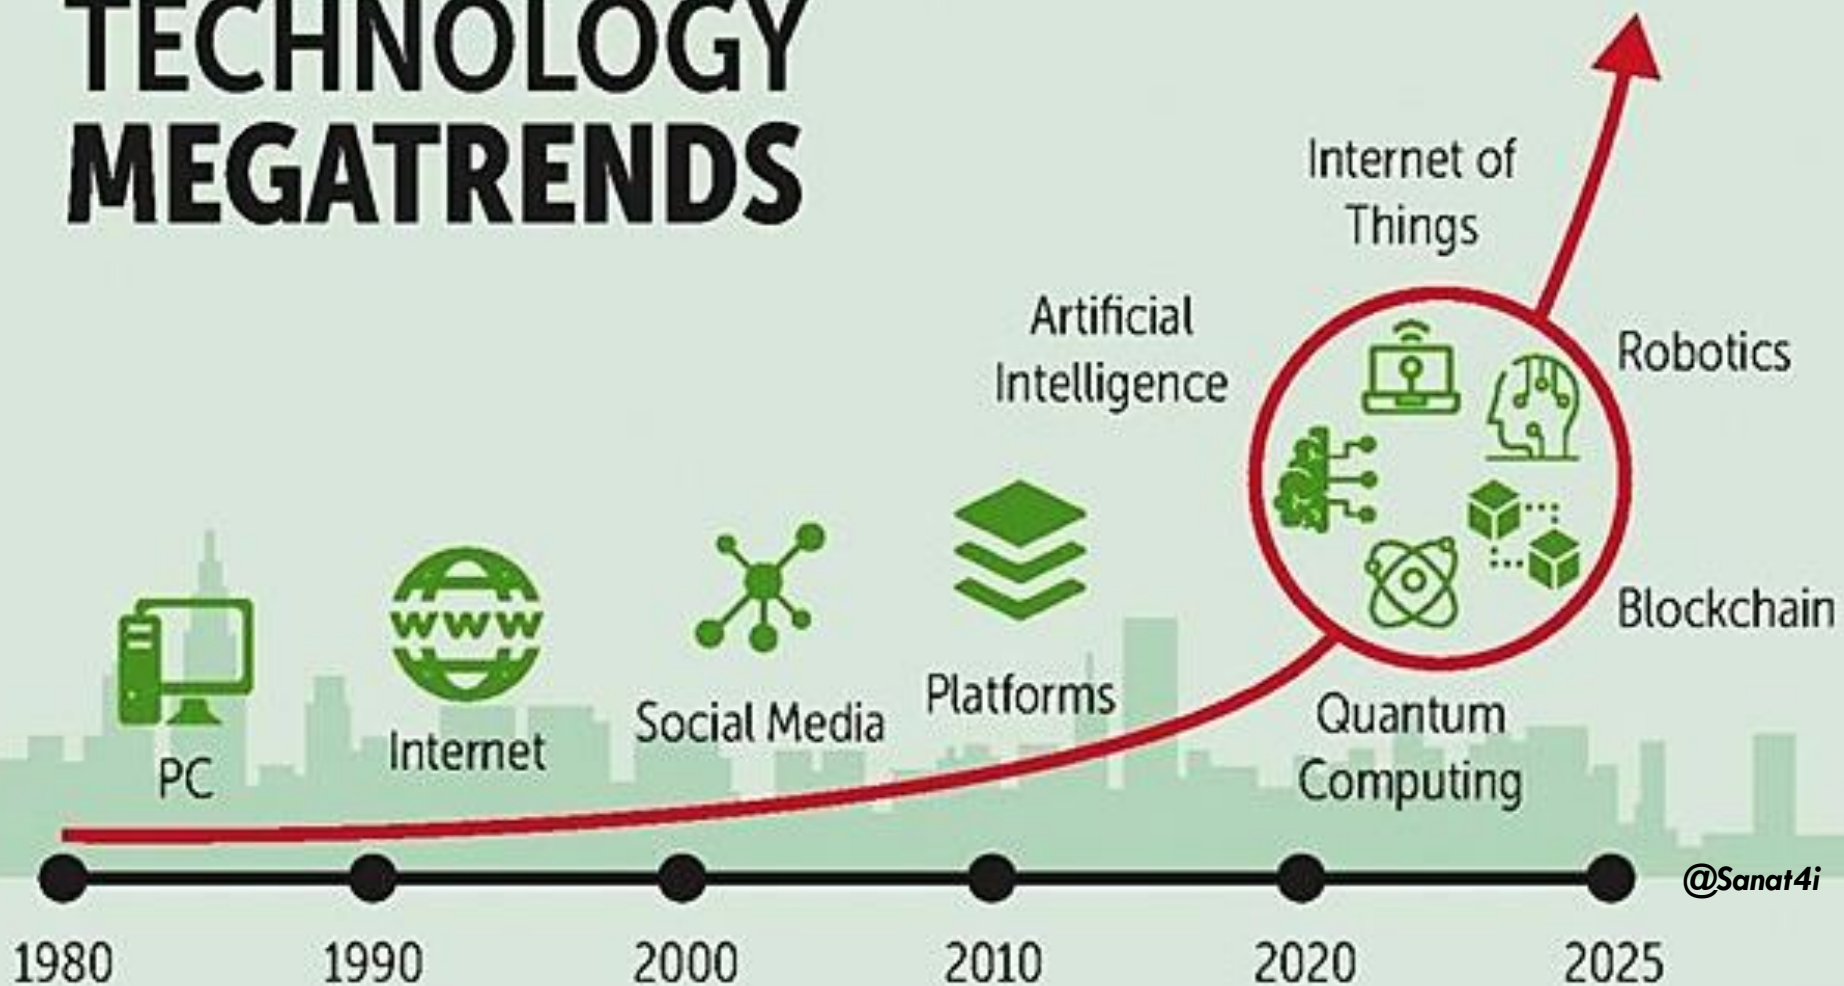 TECHNOLOGY
MEGATRENDS
Internet of
Things
Artificial
Intelligence
Robotics
www
Blockchain
Platforms
Social Media
Quantum
Computing
Internet
PC
@Sanat4i
1980 1990 2000 2010 2020 2025